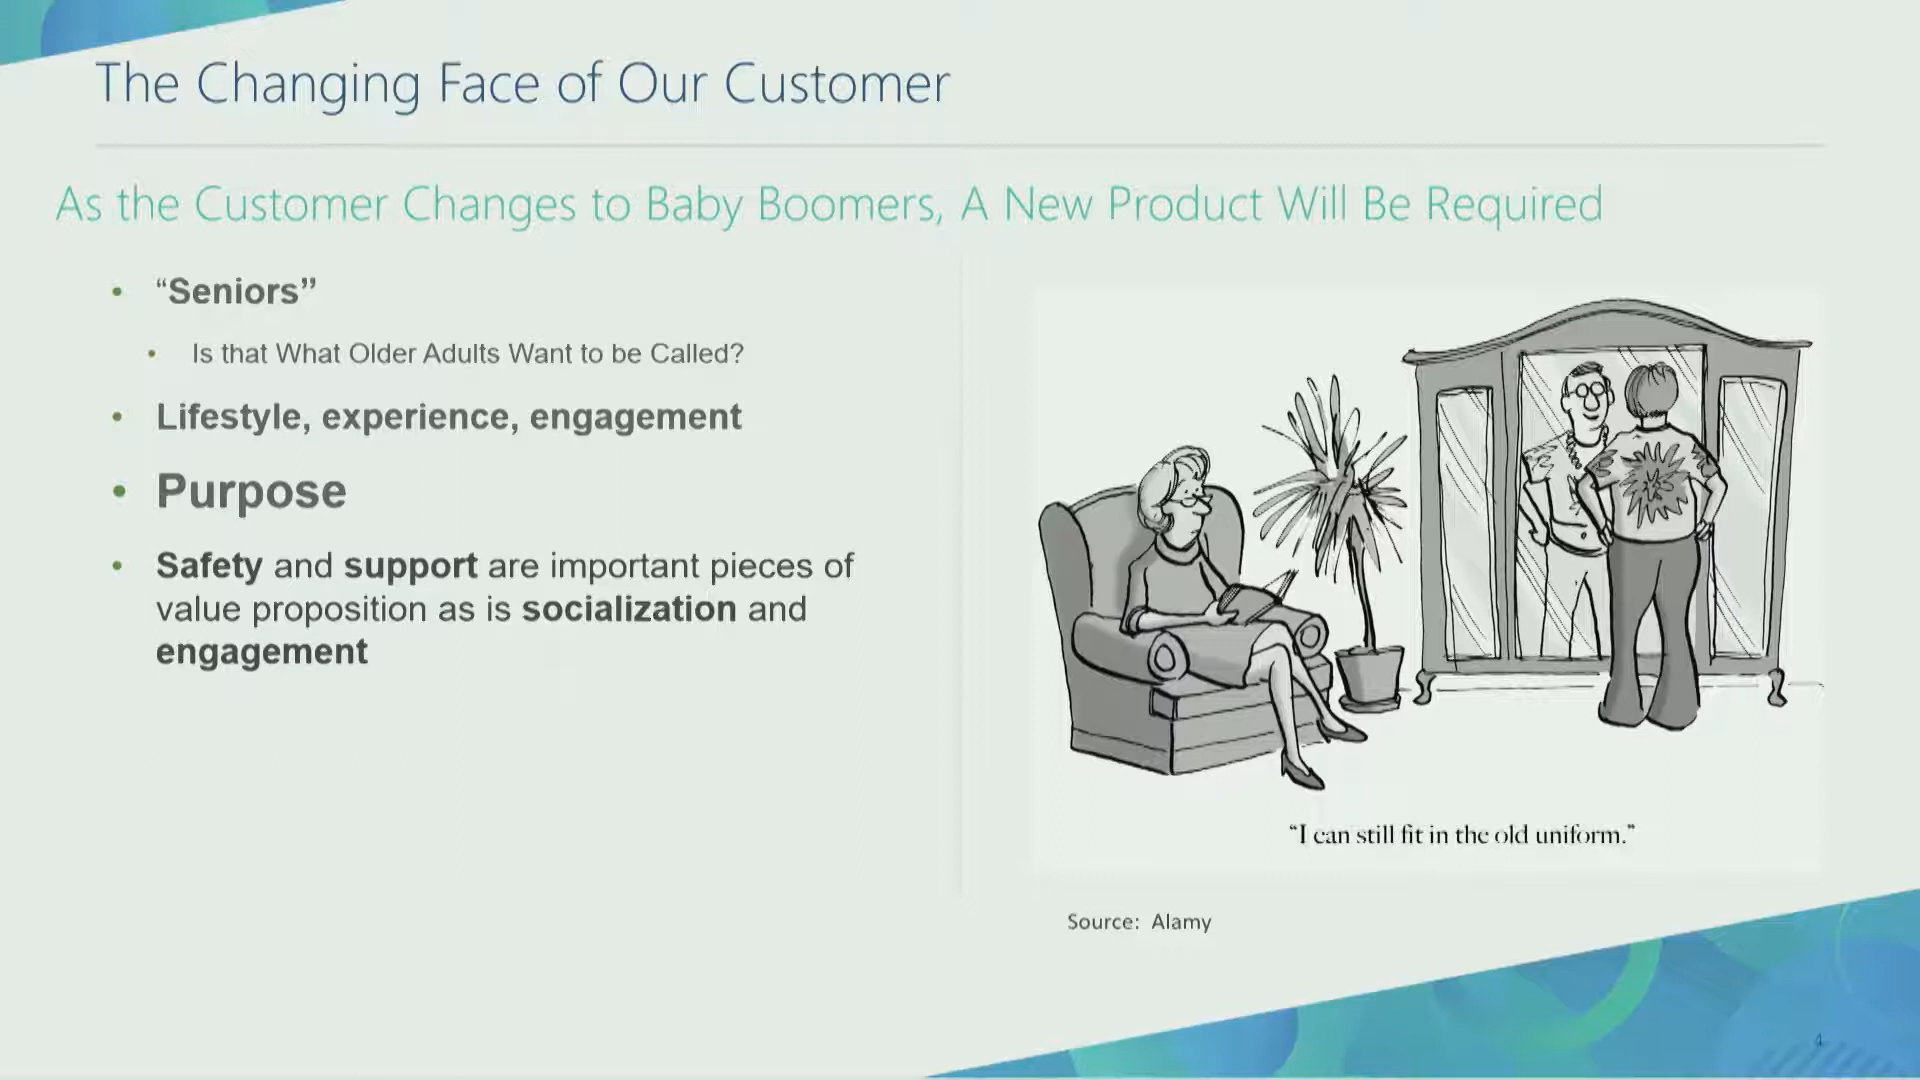 The Changing Face of Our Customer
As the Customer Changes to Baby Boomers, A New Product Will Be Required
• “Seniors”
• Is that What Older Adults Want to be Called?
• Lifestyle, experience, engagement
• Purpose
• Safety and support are important pieces of
value proposition as is socialization and
engagement
“I can still fit in the old uniform.”
Source: Alamy
4